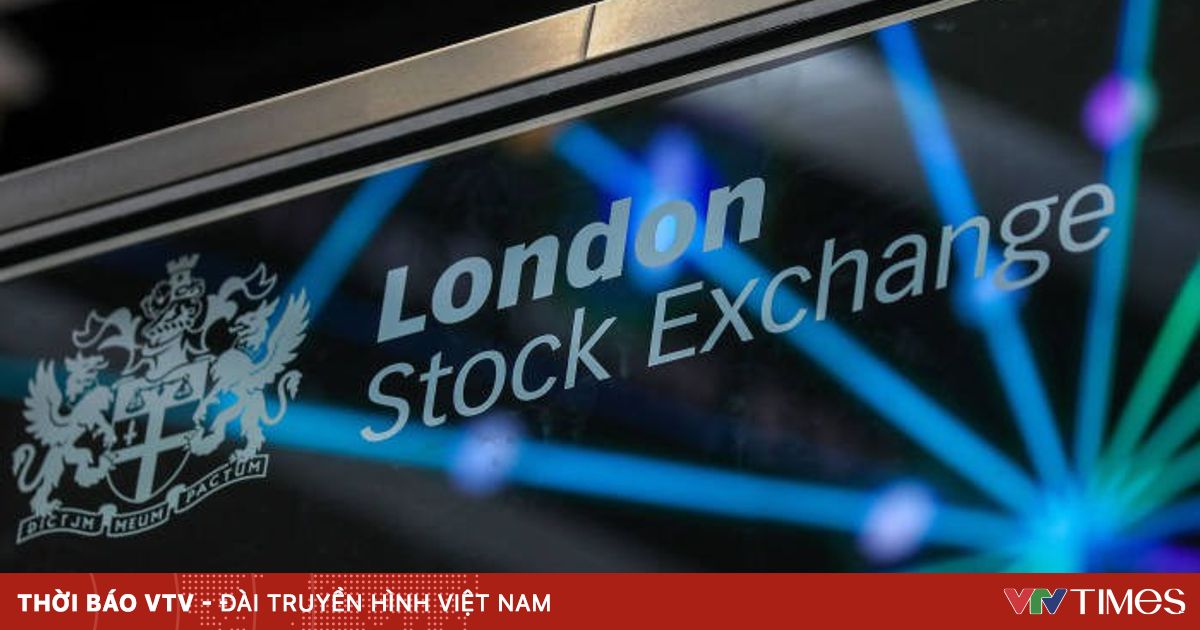 London
Stock Exchange
DICTUM MEUM PACTUM
THỜI BÁO VTV - ĐÀI TRUYỀN HÌNH VIỆT NAM
VTV TIMES